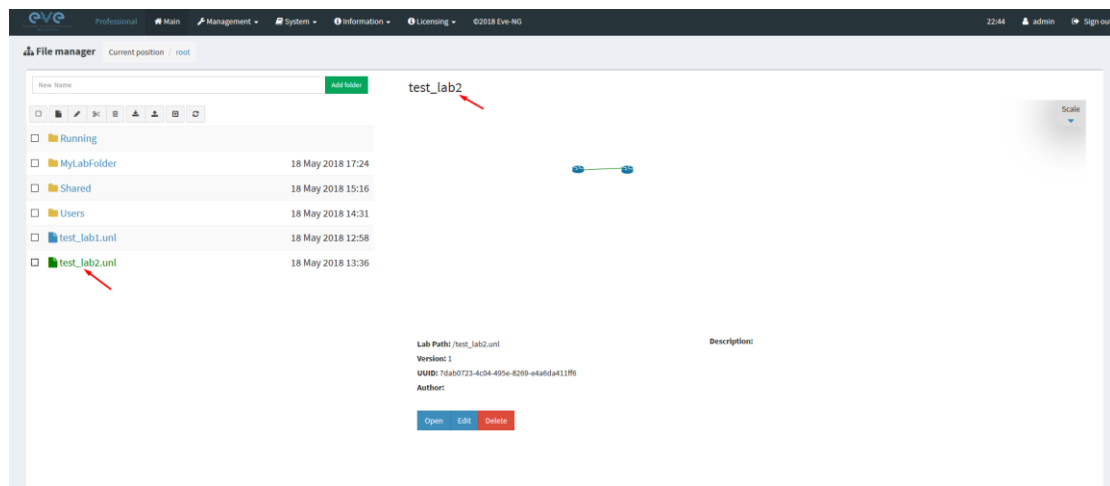 eve Professional Main Management System Information Licensing ©2018 Eve-NG 22:44 admin Sign out
File manager Current position / root
New Name Add folder
test_lab2
Scale
Running
MyLabFolder 18 May 2018 17:24
Shared 18 May 2018 15:16
Users 18 May 2018 14:31
test_lab1.unl 18 May 2018 12:58
test_lab2.unl 18 May 2018 13:36
Lab Path: /test_lab2.unl
Description:
Version: 1
UUID: 7dab0723-4c04-495e-8269-e4a6da411ff6
Author:
Open Edit Delete